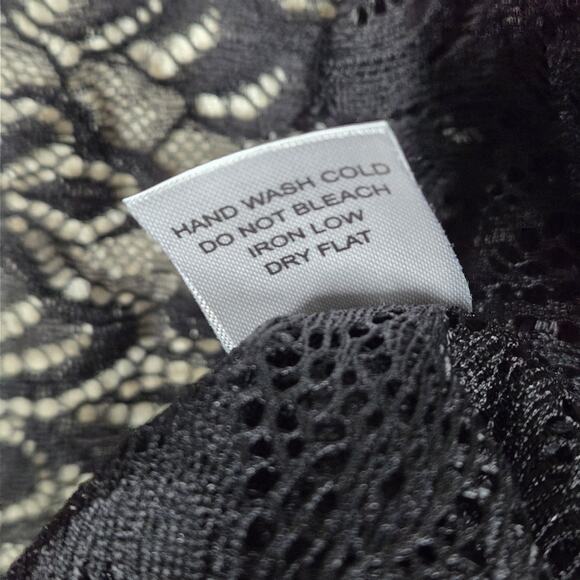 HAND WASH COLD
DO NOT BLEACH
IRON LOW
DRY FLAT